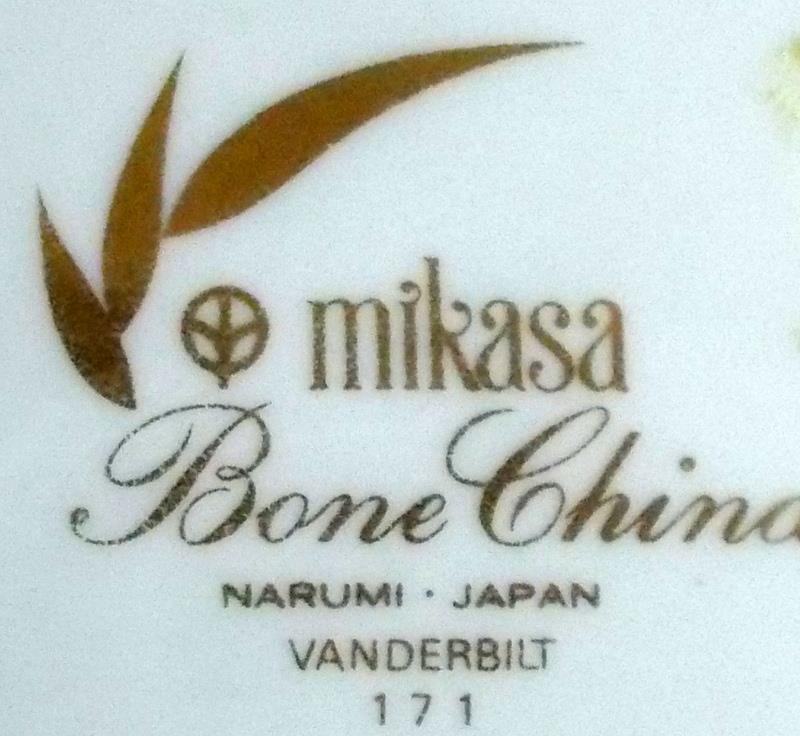 mikasa
Bone China
NARUMI · JAPAN
VANDERBILT
171